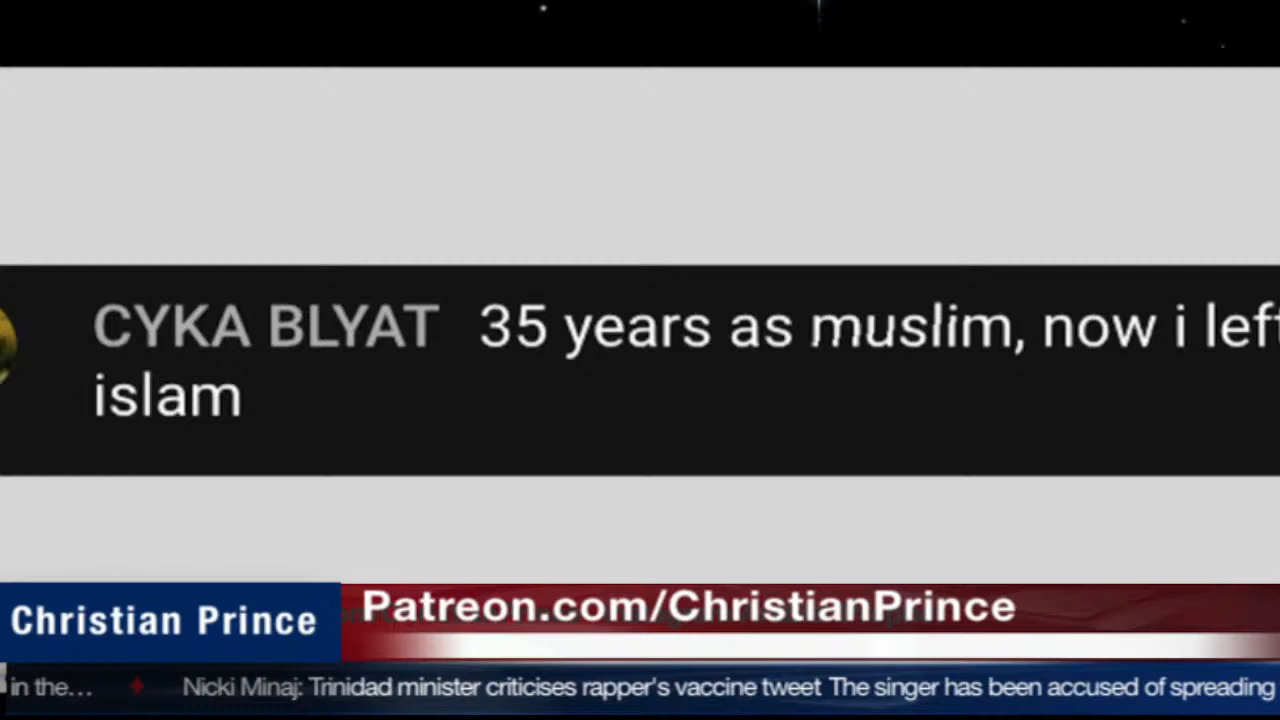 CYKA BLYAT 35 years as muslim, now i left
islam
Christian Prince
Patreon.com/ChristianPrince
in the... Nicki Minaj: Trinidad minister criticises rapper's vaccine tweet The singer has been accused of spreading